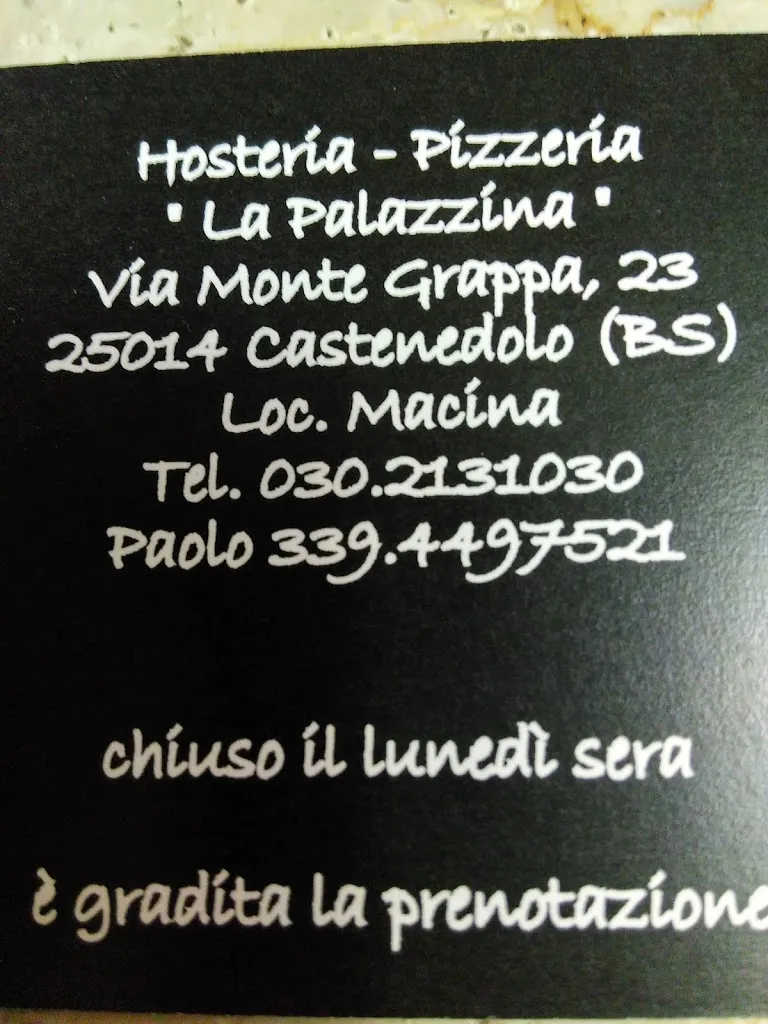 Hosteria - Pizzeria
" La Palazzina "
Via Monte Grappa, 23
25014 Castenedolo (BS)
Loc. Macina
Tel. 030.2131030
Paolo 339.4497521
chiuso il lunedì sera
è gradita la prenotazione